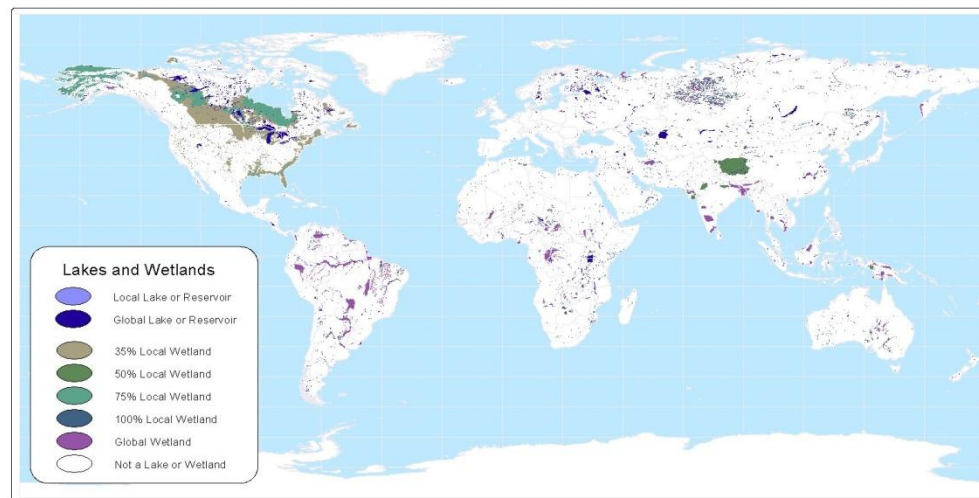 Lakes and Wetlands
Local Lake or Reservoir
Global Lake or Reservoir
35% Local Wetland
50% Local Wetland
75% Local Wetland
100% Local Wetland
Global Wetland
Not a Lake or Wetland